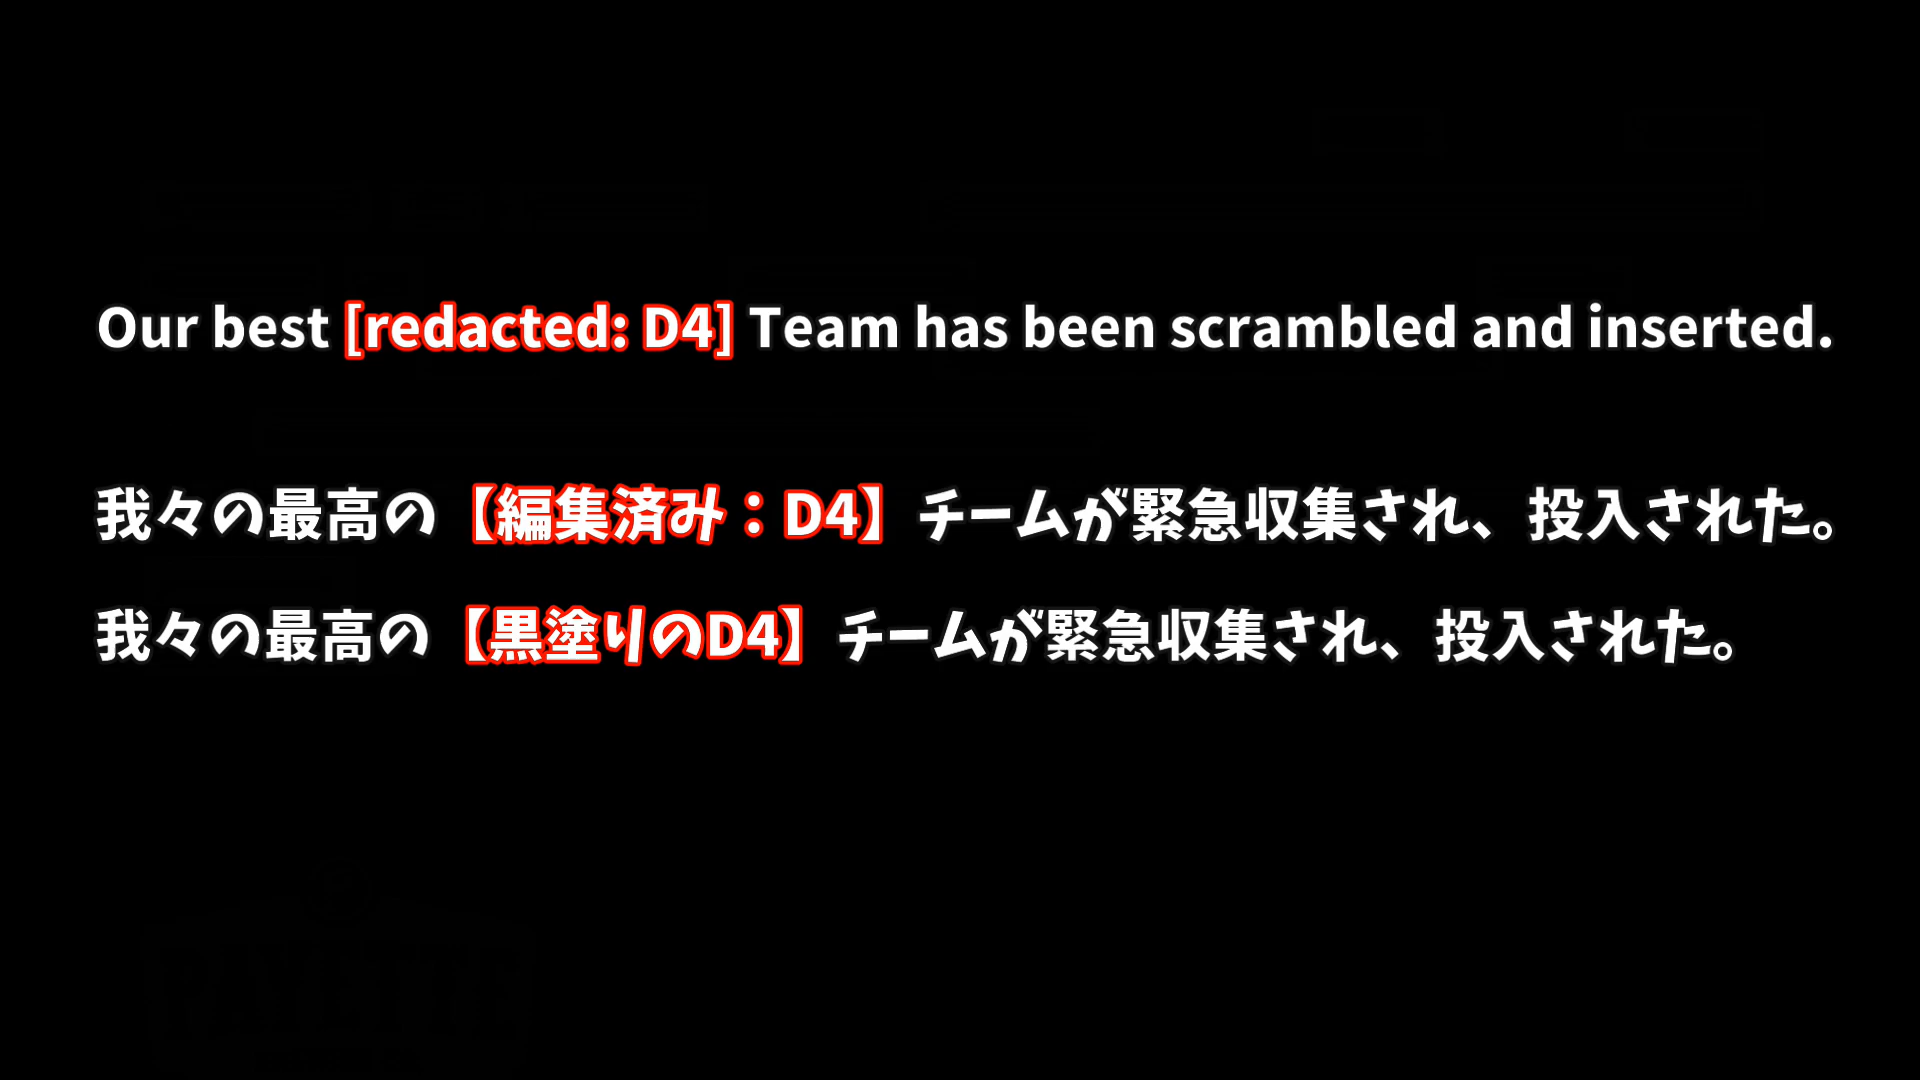 Our best [redacted: D4] Team has been scrambled and inserted.
我々の最高の【編集済み：D4】チームが緊急収集され、投入された。
我々の最高の【黒塗りのD4】チームが緊急収集され、投入された。